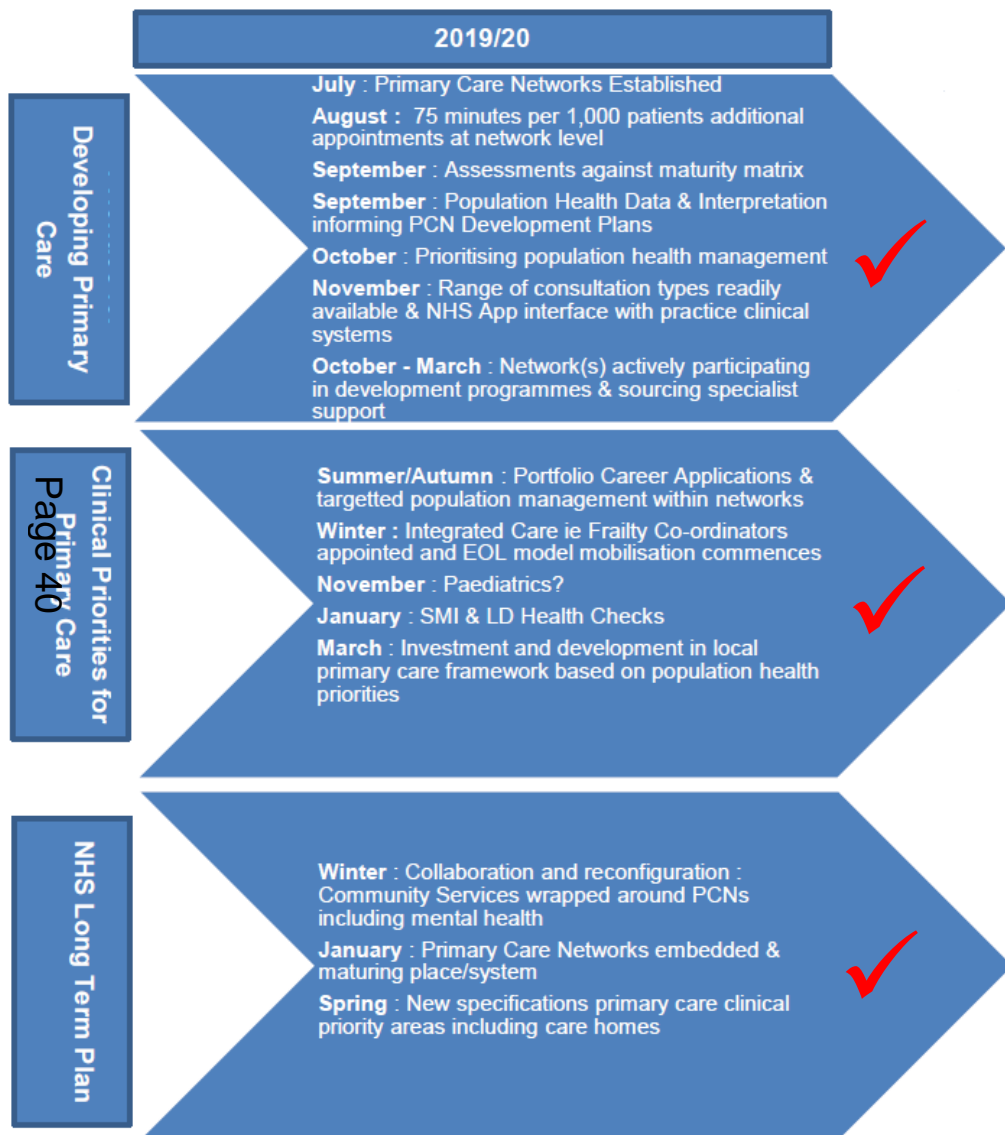 2019/20
Developing Primary
Care
July : Primary Care Networks Established
August : 75 minutes per 1,000 patients additional
appointments at network level
September : Assessments against maturity matrix
September : Population Health Data & Interpretation
informing PCN Development Plans
October : Prioritising population health management
November : Range of consultation types readily
available & NHS App interface with practice clinical
systems
October - March : Network(s) actively participating
in development programmes & sourcing specialist
support
Clinical Priorities for
Primary Care
Page 40
Summer/Autumn : Portfolio Career Applications &
targetted population management within networks
Winter : Integrated Care ie Frailty Co-ordinators
appointed and EOL model mobilisation commences
November : Paediatrics?
January : SMI & LD Health Checks
March : Investment and development in local
primary care framework based on population health
priorities
NHS Long Term Plan
Winter : Collaboration and reconfiguration :
Community Services wrapped around PCNs
including mental health
January : Primary Care Networks embedded &
maturing place/system
Spring : New specifications primary care clinical
priority areas including care homes